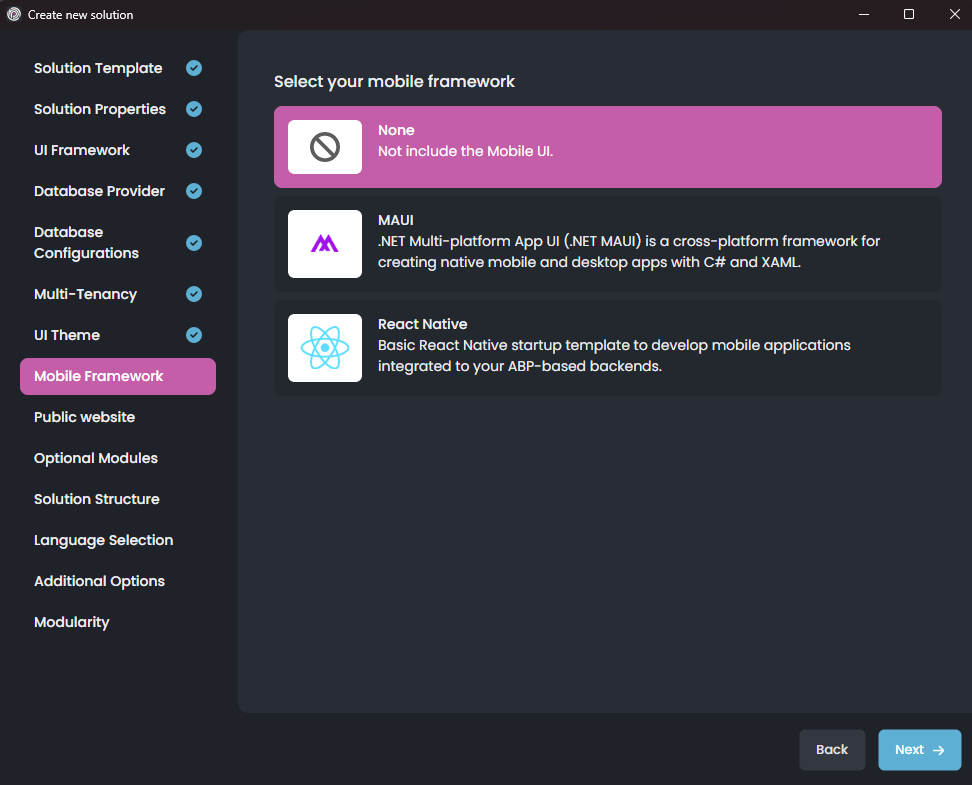 Create new solution
Solution Template
Solution Properties
UI Framework
Database Provider
Database
Configurations
Multi-Tenancy
UI Theme
Mobile Framework
Public website
Optional Modules
Solution Structure
Language Selection
Additional Options
Modularity
Select your mobile framework
None
Not include the Mobile UI.
MAUI
.NET Multi-platform App UI (.NET MAUI) is a cross-platform framework for
creating native mobile and desktop apps with C# and XAML.
React Native
Basic React Native startup template to develop mobile applications
integrated to your ABP-based backends.
Back
Next